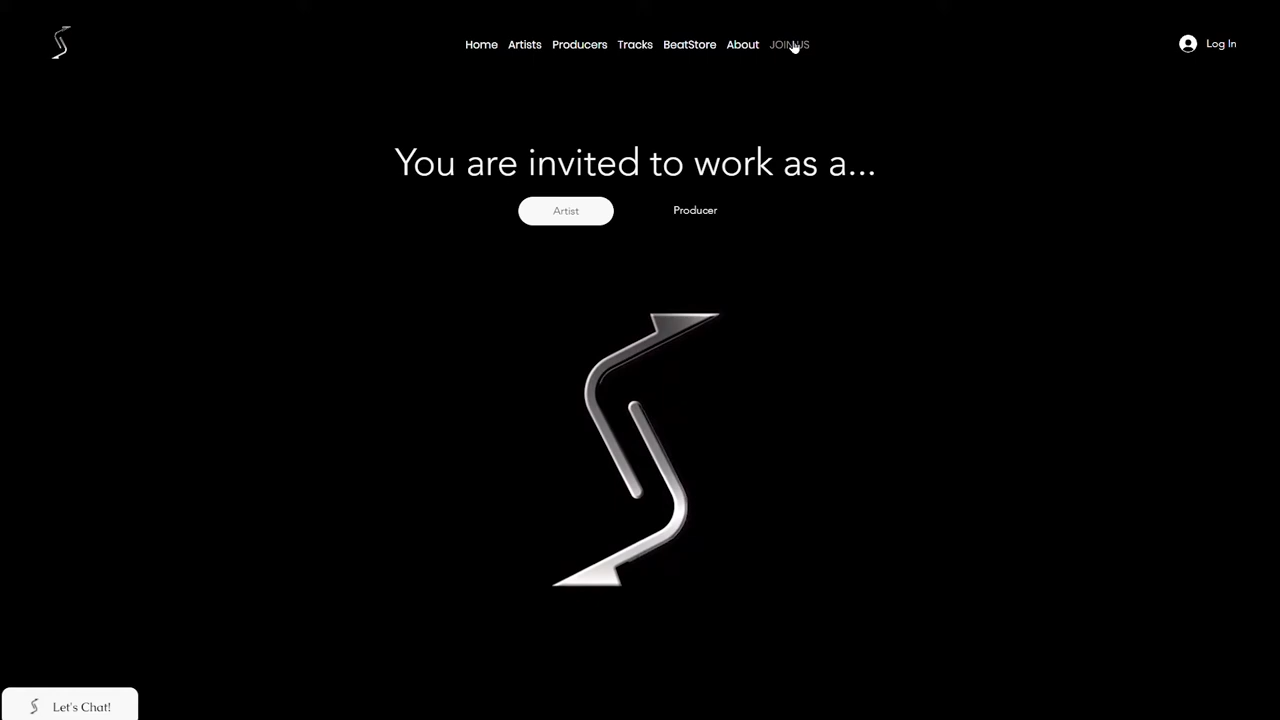 Home Artists Producers Tracks BeatStore About JOIN US
Log In
You are invited to work as a...
Artist Producer
Let's Chat!